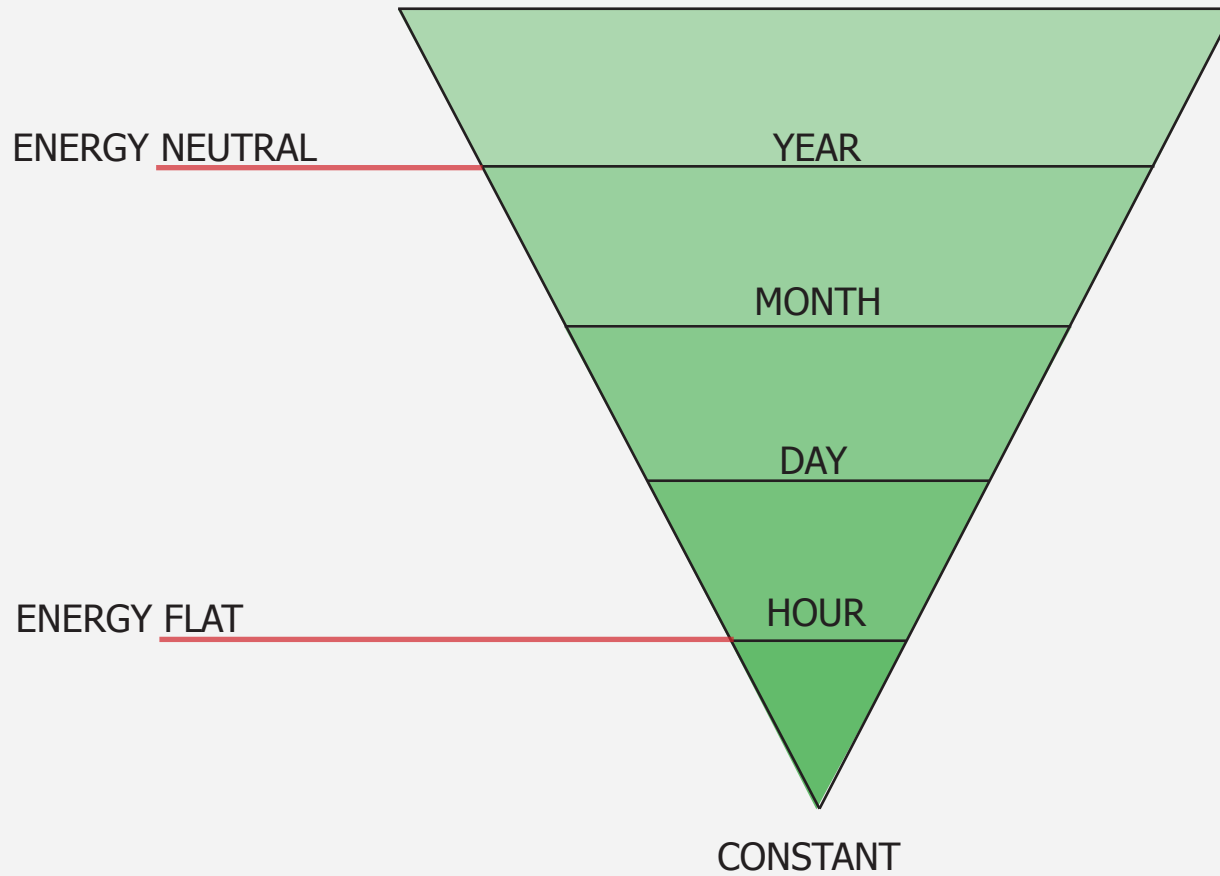 ENERGY NEUTRAL
YEAR
MONTH
DAY
ENERGY FLAT
HOUR
CONSTANT